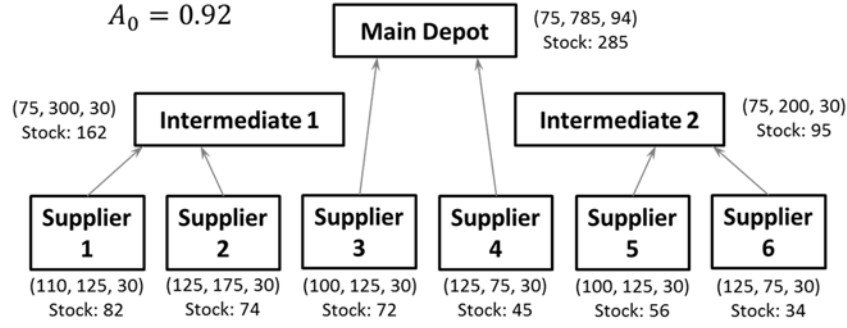 A₀ = 0.92
Main Depot
(75, 785, 94)
Stock: 285
(75, 300, 30)
Stock: 162
Intermediate 1
Intermediate 2
(75, 200, 30)
Stock: 95
Supplier
1
Supplier
2
Supplier
3
Supplier
4
Supplier
5
Supplier
6
(110, 125, 30)
Stock: 82
(125, 175, 30)
Stock: 74
(100, 125, 30)
Stock: 72
(125, 75, 30)
Stock: 45
(100, 125, 30)
Stock: 56
(125, 75, 30)
Stock: 34